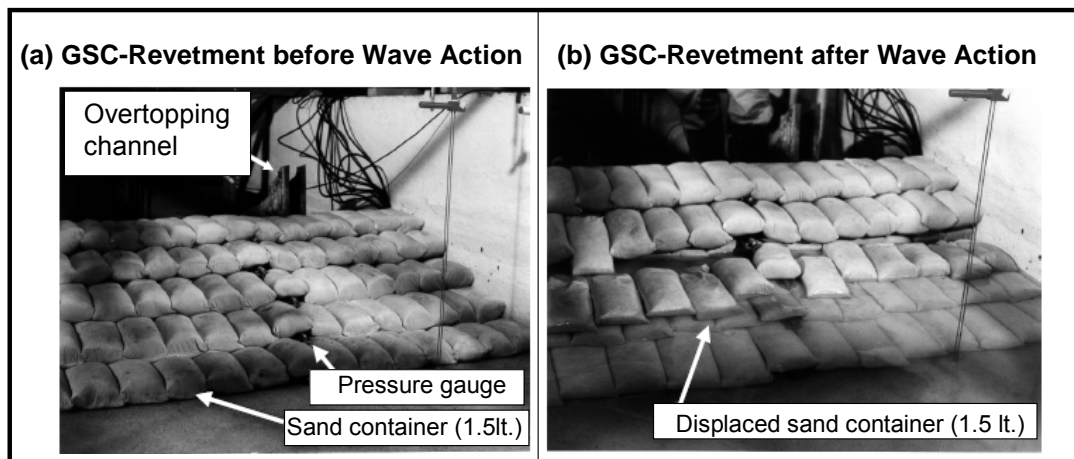 (a) GSC-Revetment before Wave Action
Overtopping
channel
Pressure gauge
Sand container (1.5lt.)
(b) GSC-Revetment after Wave Action
Displaced sand container (1.5 lt.)